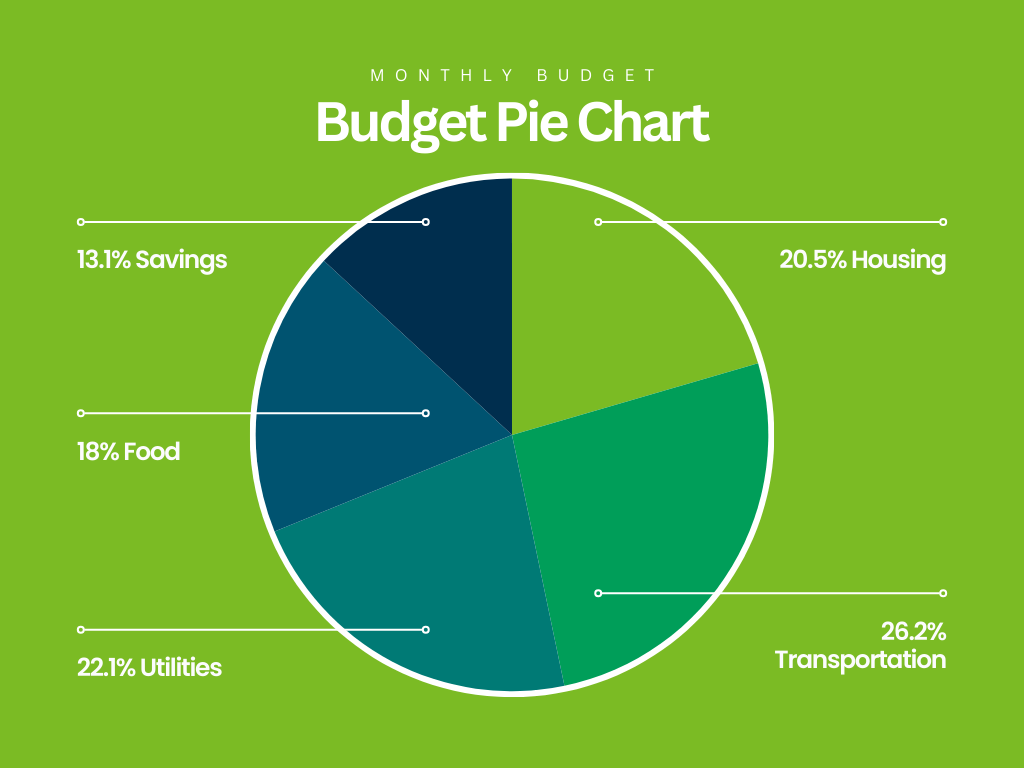 MONTHLY BUDGET
Budget Pie Chart
13.1% Savings
20.5% Housing
18% Food
26.2%
Transportation
22.1% Utilities